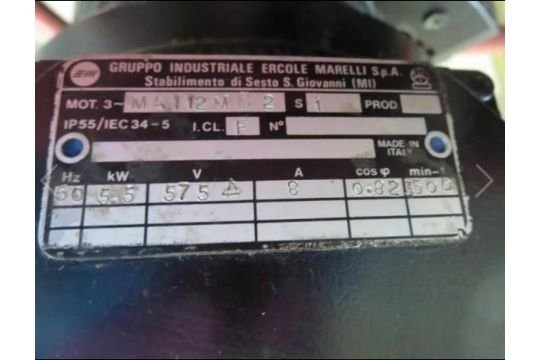 GRUPPO INDUSTRIALE ERCOLE MARELLI S.p.A.
Stabilimento di Sesto S. Giovanni (MI)
MOT. 3~ MA112M 2 S 1 PROD
IP55/IEC 34-5 I.CL. F Nº
MADE IN
ITALY
Hz kW V A cos φ min-
60 5.5 575 8 0.82 3500